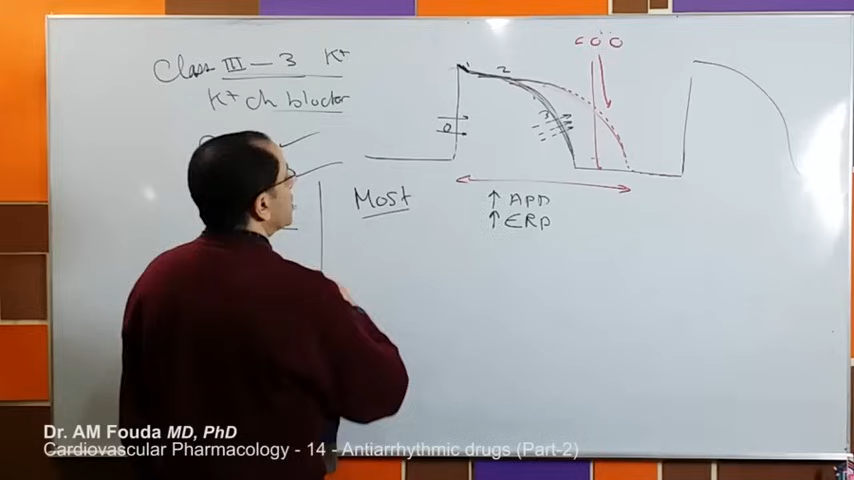 Class III - 3 K+
K+ ch blocker
2
0
3
Most
↑ APD
↑ ERP
Dr. AM Fouda MD, PhD
Cardiovascular Pharmacology - 14 - Antiarrhythmic drugs (Part-2)